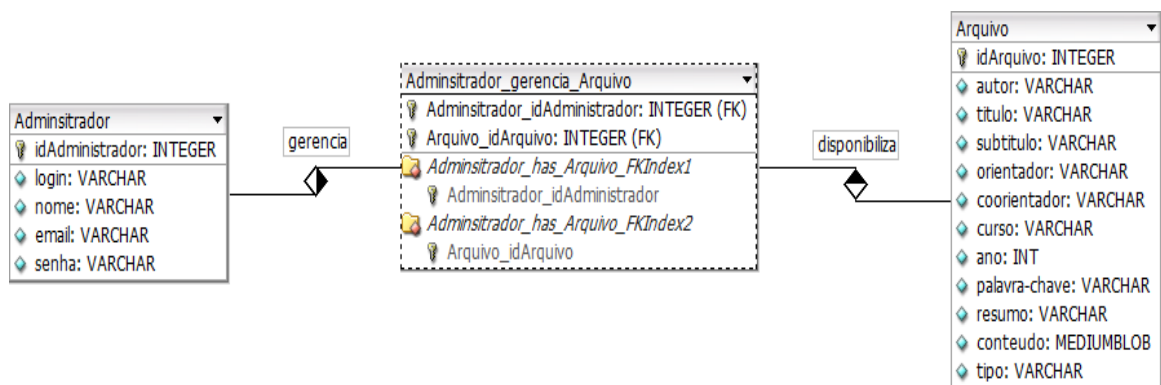 Adminsitrador
idAdministrador: INTEGER
login: VARCHAR
nome: VARCHAR
email: VARCHAR
senha: VARCHAR
gerencia
Adminsitrador_gerencia_Arquivo
Adminsitrador_idAdministrador: INTEGER (FK)
Arquivo_idArquivo: INTEGER (FK)
Adminsitrador_has_Arquivo_FKIndex1
Adminsitrador_idAdministrador
Adminsitrador_has_Arquivo_FKIndex2
Arquivo_idArquivo
disponibiliza
Arquivo
idArquivo: INTEGER
autor: VARCHAR
titulo: VARCHAR
subtitulo: VARCHAR
orientador: VARCHAR
coorientador: VARCHAR
curso: VARCHAR
ano: INT
palavra-chave: VARCHAR
resumo: VARCHAR
conteudo: MEDIUMBLOB
tipo: VARCHAR